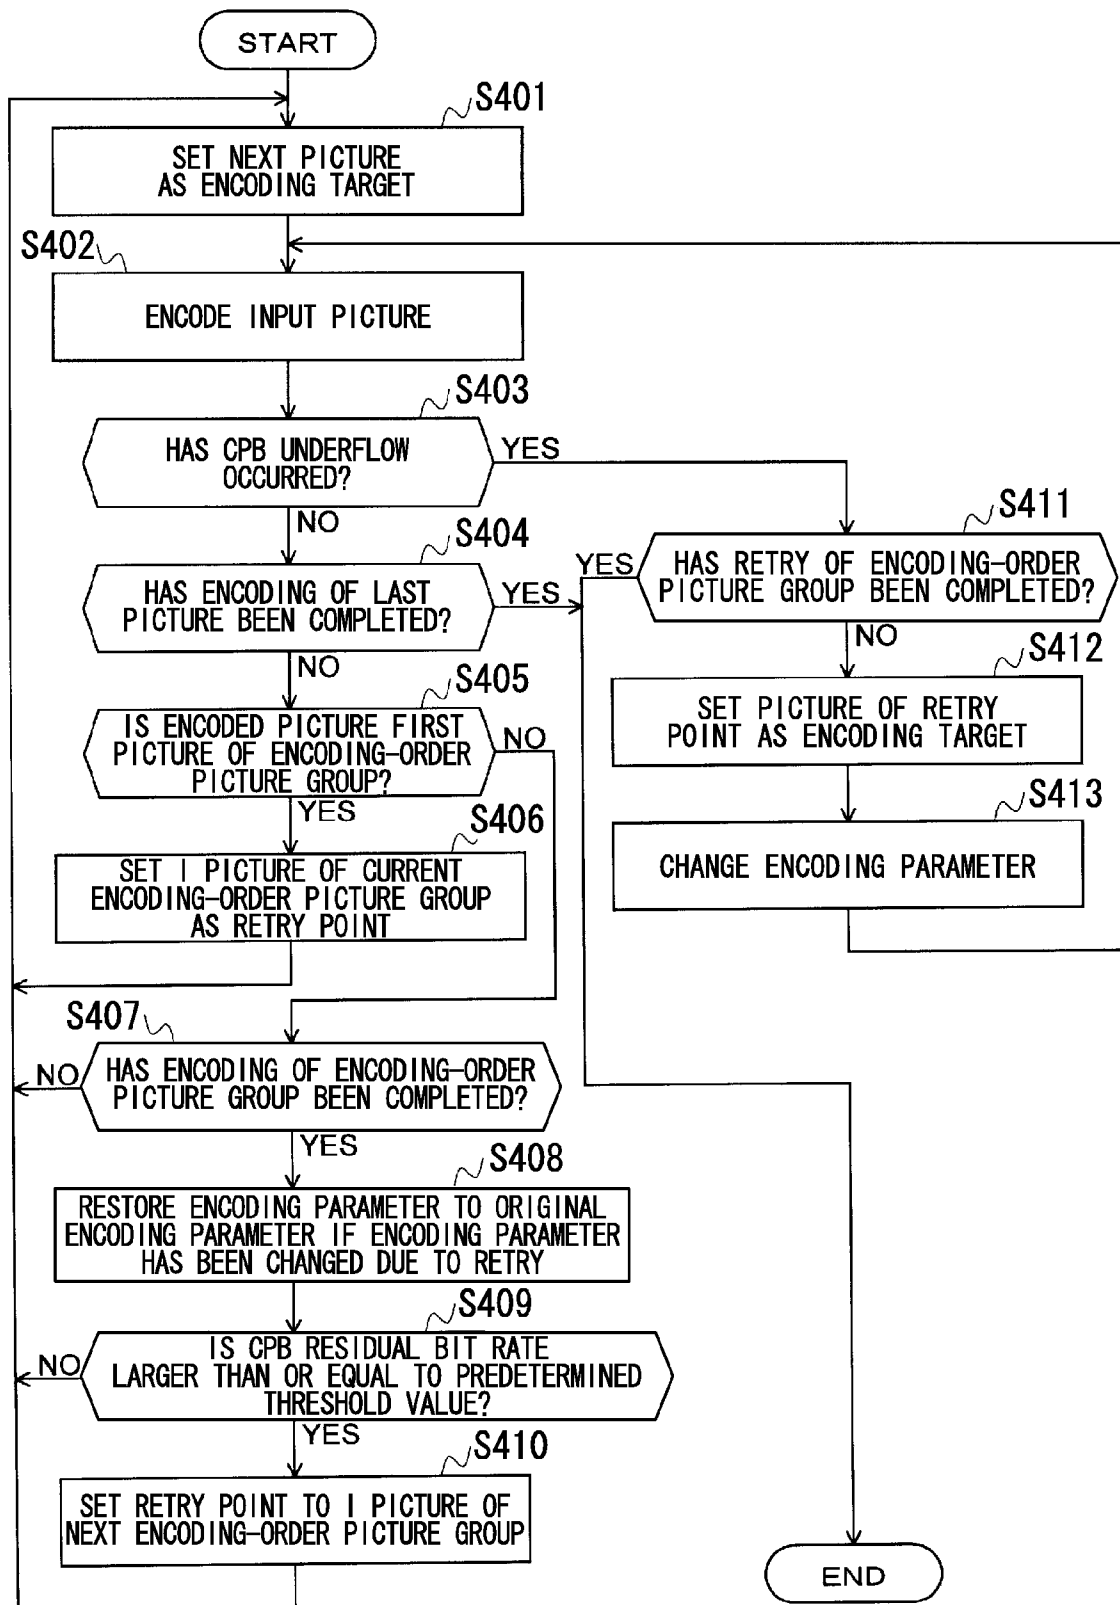 START
S401
SET NEXT PICTURE
AS ENCODING TARGET
S402
ENCODE INPUT PICTURE
S403
HAS CPB UNDERFLOW
OCCURRED?
YES
NO
S404
HAS ENCODING OF LAST
PICTURE BEEN COMPLETED?
YES
NO
S405
IS ENCODED PICTURE FIRST
PICTURE OF ENCODING-ORDER
PICTURE GROUP?
NO
YES
S406
SET I PICTURE OF CURRENT
ENCODING-ORDER PICTURE GROUP
AS RETRY POINT
S407
HAS ENCODING OF ENCODING-ORDER
PICTURE GROUP BEEN COMPLETED?
NO
YES
S408
RESTORE ENCODING PARAMETER TO ORIGINAL
ENCODING PARAMETER IF ENCODING PARAMETER
HAS BEEN CHANGED DUE TO RETRY
S409
IS CPB RESIDUAL BIT RATE
LARGER THAN OR EQUAL TO PREDETERMINED
THRESHOLD VALUE?
NO
YES
S410
SET RETRY POINT TO I PICTURE OF
NEXT ENCODING-ORDER PICTURE GROUP
S411
HAS RETRY OF ENCODING-ORDER
PICTURE GROUP BEEN COMPLETED?
YES
NO
S412
SET PICTURE OF RETRY
POINT AS ENCODING TARGET
S413
CHANGE ENCODING PARAMETER
END